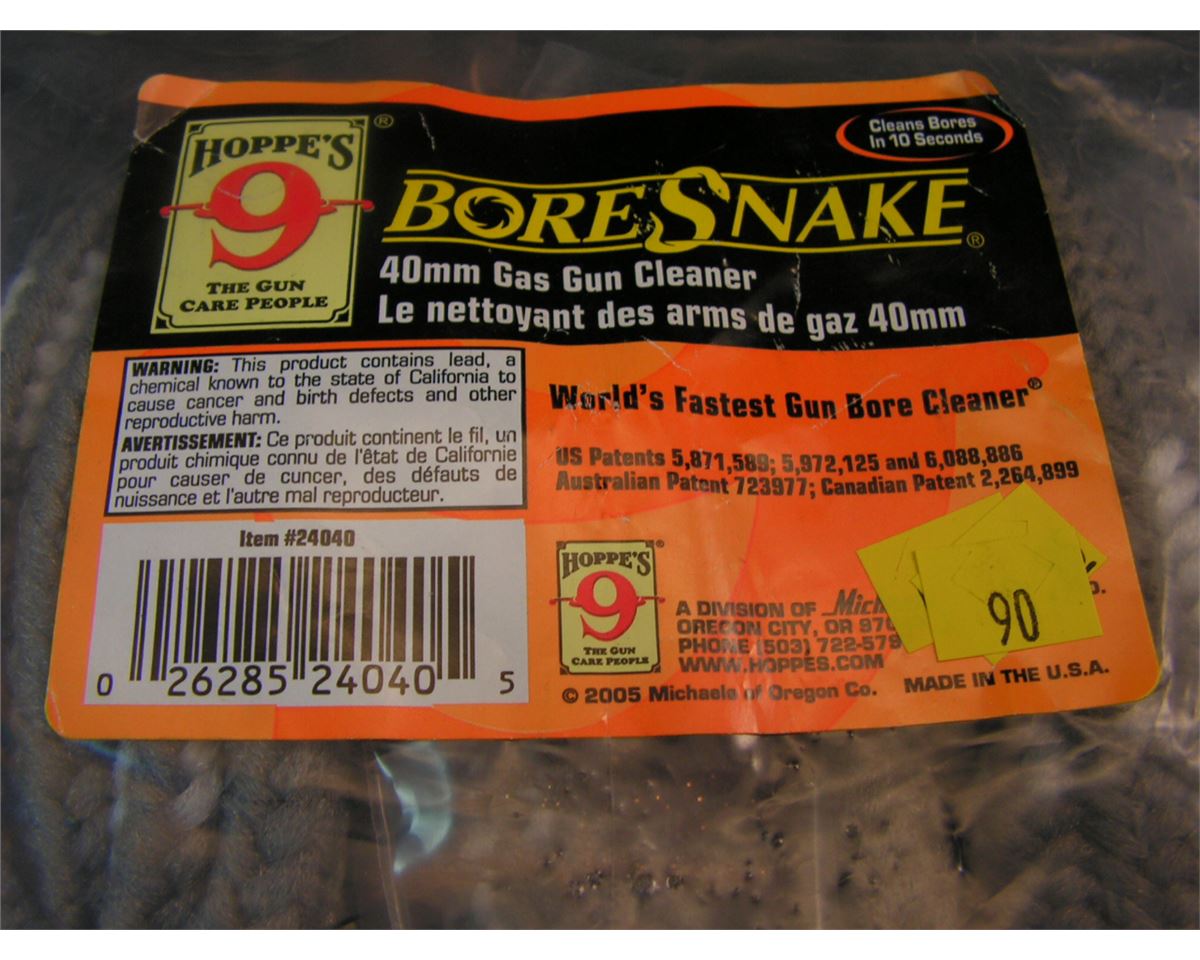 HOPPE'S ®
9
THE GUN
CARE PEOPLE
Cleans Bores
In 10 Seconds
BORESNAKE®
40mm Gas Gun Cleaner
Le nettoyant des arms de gaz 40mm
WARNING: This product contains lead, a
chemical known to the state of California to
cause cancer and birth defects and other
reproductive harm.
AVERTISSEMENT: Ce produit continent le fil, un
produit chimique connu de l'êtat de Californie
pour causer de cuncer, des défauts de
nuissance et l'autre mal reproducteur.
World's Fastest Gun Bore Cleaner®
US Patents 5,871,589; 5,972,125 and 6,088,886
Australian Patent 723977; Canadian Patent 2,264,899
Item #24040
0 26285 24040 5
HOPPE'S ®
9
THE GUN
CARE PEOPLE
A DIVISION OF
OREGON CITY, OR
PHONE (503)
WWW.HOPPES.COM
© 2005 Michaels of Oregon Co.
MADE IN THE U.S.A.
90